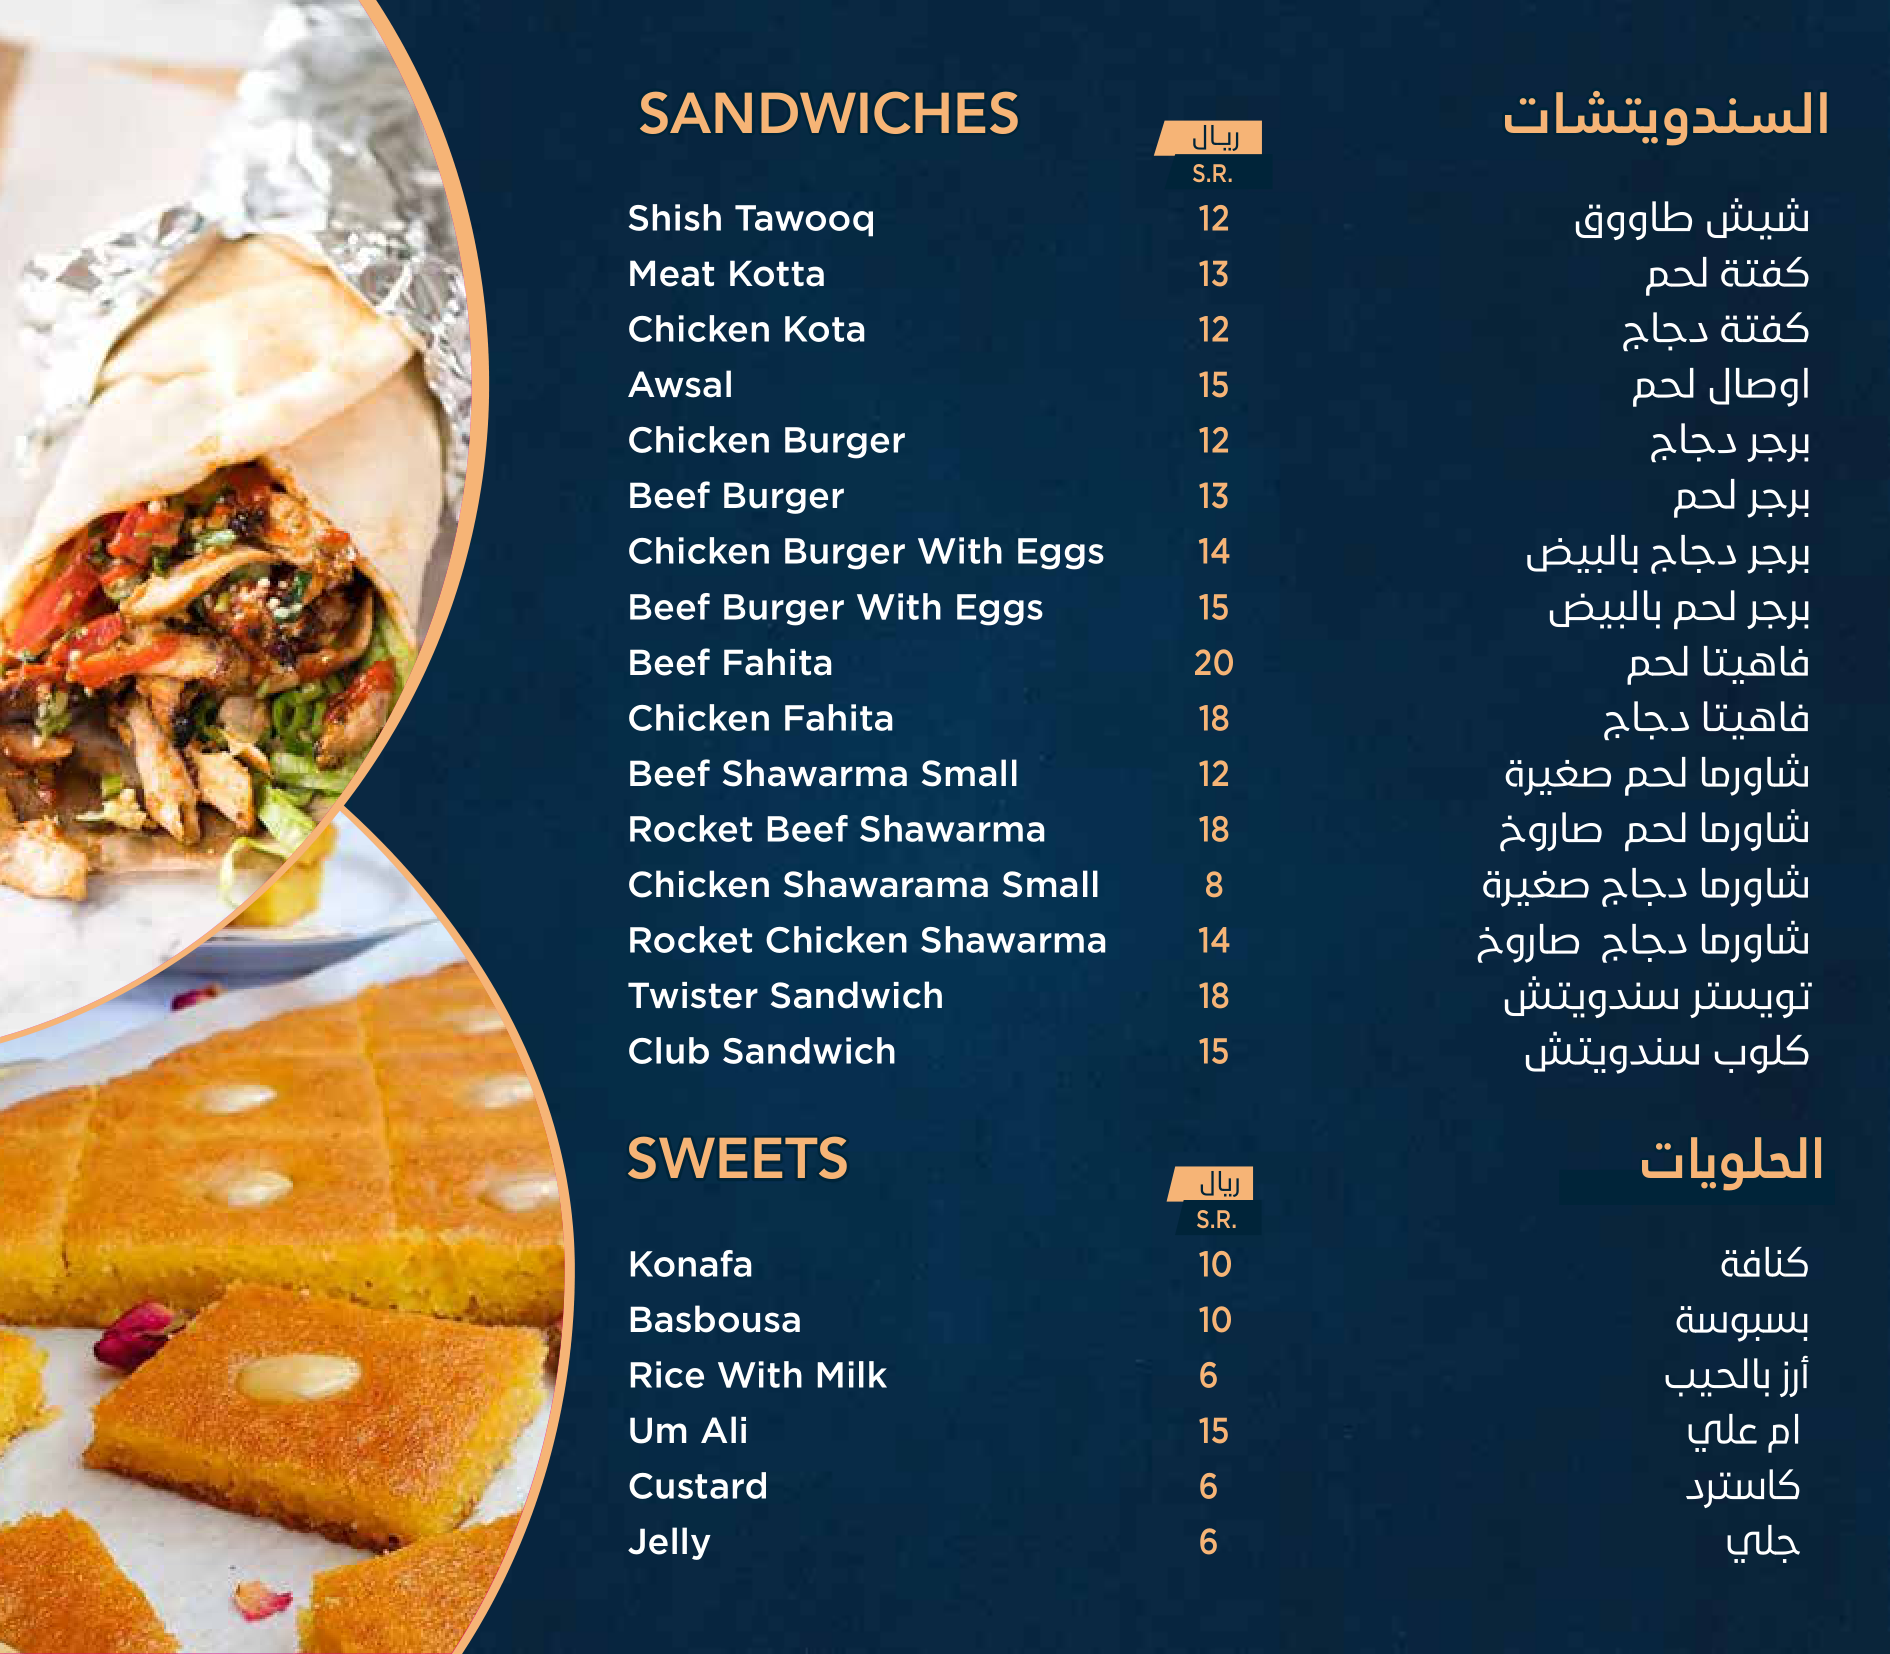 SANDWICHES ريال السندويتشات
S.R.
Shish Tawooq 12 شيش طاووق
Meat Kotta 13 كفتة لحم
Chicken Kota 12 كفتة دجاج
Awsal 15 اوصال لحم
Chicken Burger 12 برجر دجاج
Beef Burger 13 برجر لحم
Chicken Burger With Eggs 14 برجر دجاج بالبيض
Beef Burger With Eggs 15 برجر لحم بالبيض
Beef Fahita 20 فاهيتا لحم
Chicken Fahita 18 فاهيتا دجاج
Beef Shawarma Small 12 شاورما لحم صغيرة
Rocket Beef Shawarma 18 شاورما لحم صاروخ
Chicken Shawarama Small 8 شاورما دجاج صغيرة
Rocket Chicken Shawarma 14 شاورما دجاج صاروخ
Twister Sandwich 18 تويستر سندويتش
Club Sandwich 15 كلوب سندويتش
SWEETS ريال الحلويات
S.R.
Konafa 10 كنافة
Basbousa 10 بسبوسة
Rice With Milk 6 أرز بالحيب
Um Ali 15 ام علي
Custard 6 كاسترد
Jelly 6 جلي